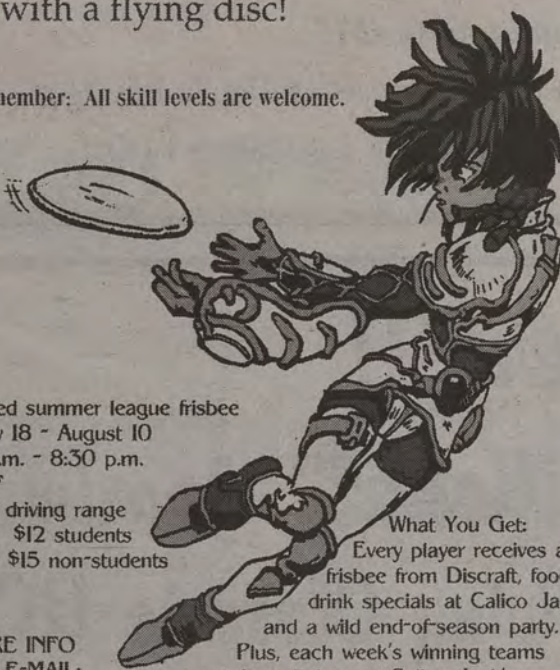 with a flying disc!
member: All skill levels are welcome.
ed summer league frisbee
y 18 - August 10
.m. - 8:30 p.m.
driving range
$12 students
$15 non-students
RE INFO
E-MAIL:
What You Get:
Every player receives a
frisbee from Discraft, foo
drink specials at Calico Ja
and a wild end-of-season party.
Plus, each week's winning teams